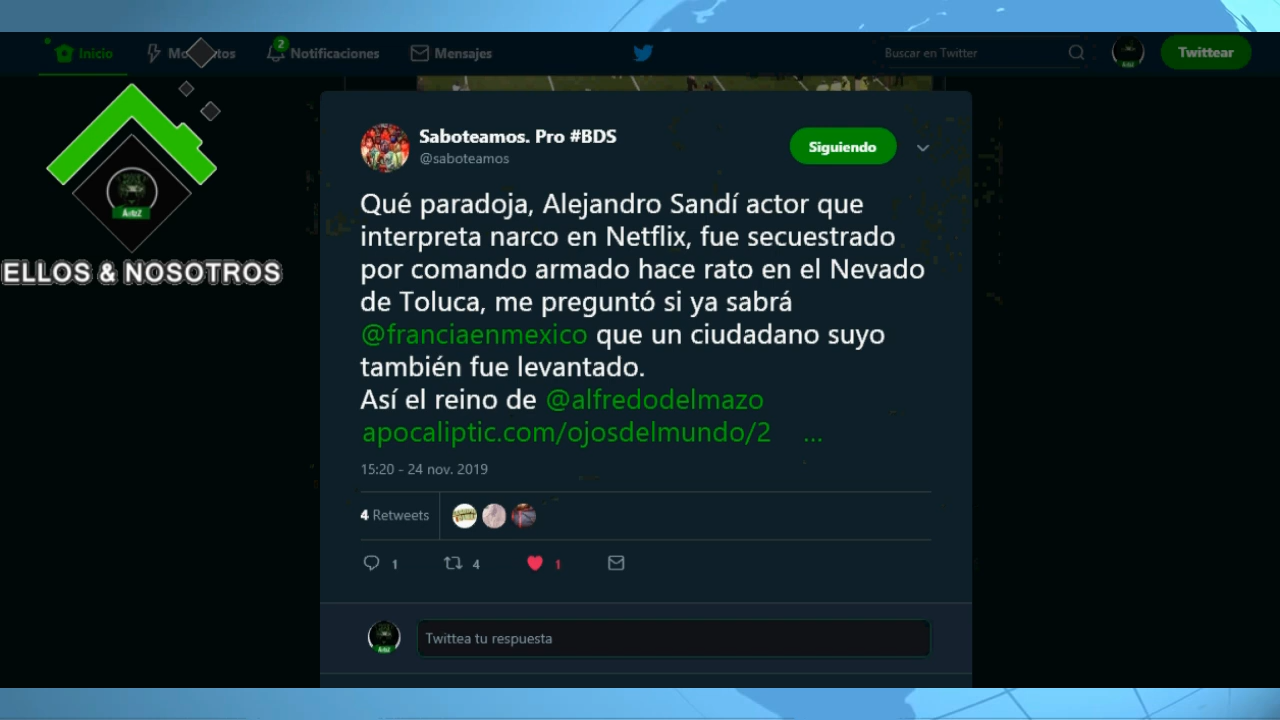 Inicio
Notificaciones
2
Mensajes
Buscar en Twitter
Twittear
ELLOS & NOSOTROS
Saboteamos. Pro #BDS
@saboteamos
Siguiendo
Qué paradoja, Alejandro Sandí actor que
interpreta narco en Netflix, fue secuestrado
por comando armado hace rato en el Nevado
de Toluca, me preguntó si ya sabrá
@franciaenmexico que un ciudadano suyo
también fue levantado.
Así el reino de @alfredodelmazo
apocaliptic.com/ojosdelmundo/2 ...
15:20 - 24 nov. 2019
4 Retweets
1
4
1
Twittea tu respuesta